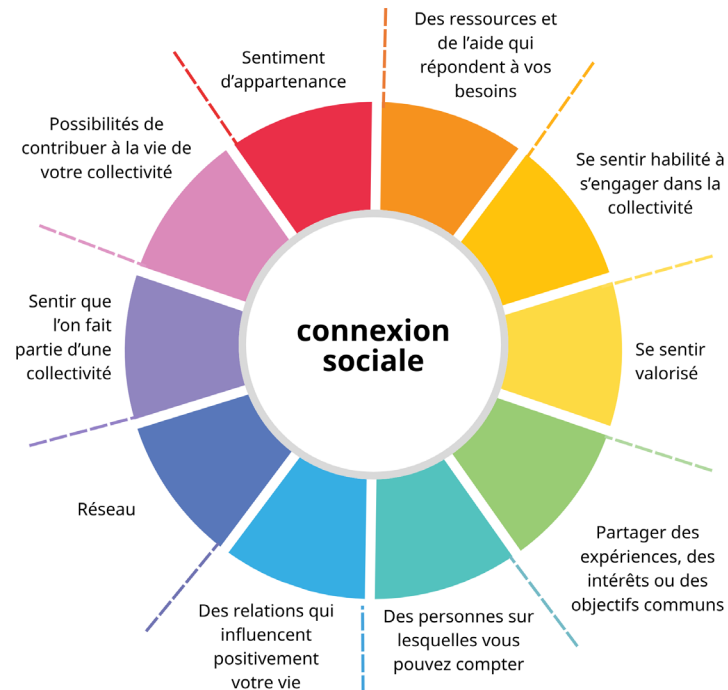 Des ressources et
de l’aide qui
répondent à vos
besoins
Sentiment
d’appartenance
Possibilités de
contribuer à la vie de
votre collectivité
Se sentir habilité à
s’engager dans la
collectivité
Sentir que
l’on fait
partie d’une
collectivité
connexion
sociale
Se sentir
valorisé
Réseau
Partager des
expériences, des
intérêts ou des
objectifs communs
Des relations qui
influencent
positivement
votre vie
Des personnes sur
lesquelles vous
pouvez compter